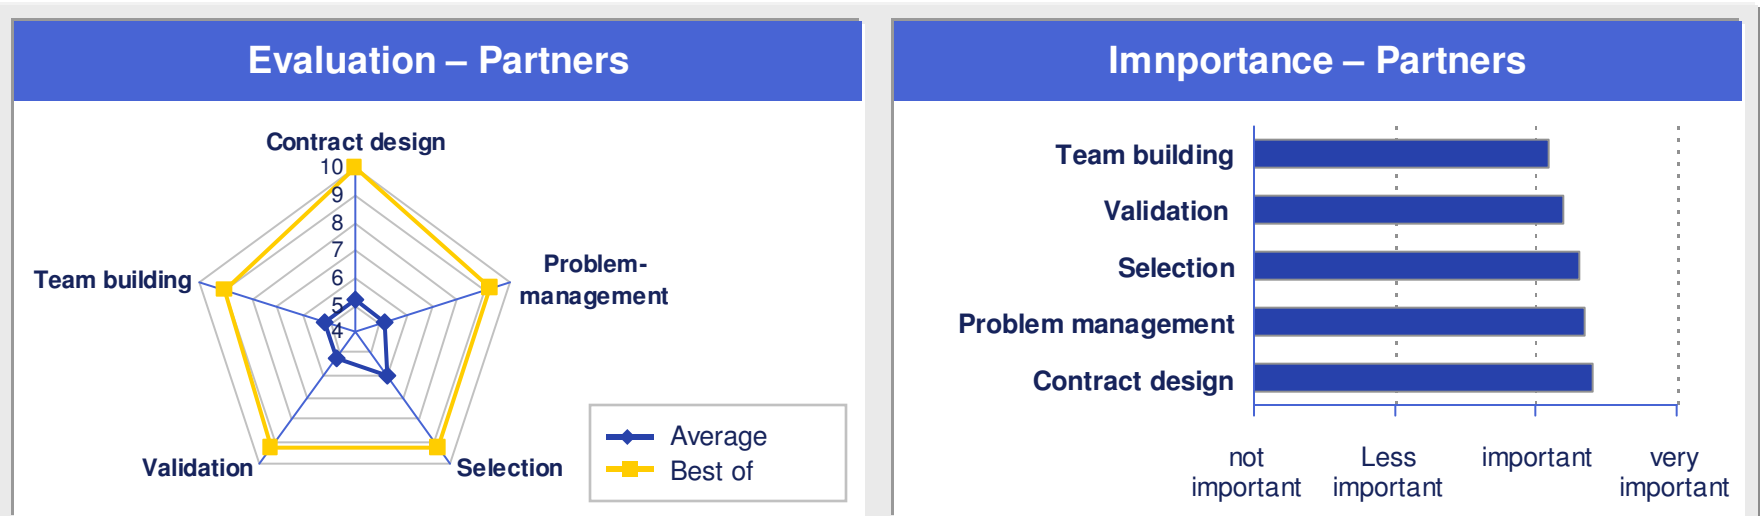 Evaluation – Partners
Contract design
10
9
8
7
6
5
4
Problem-
management
Team building
Validation
Selection
Average
Best of
Imnportance – Partners
Team building
Validation
Selection
Problem management
Contract design
not
important
Less
important
important
very
important